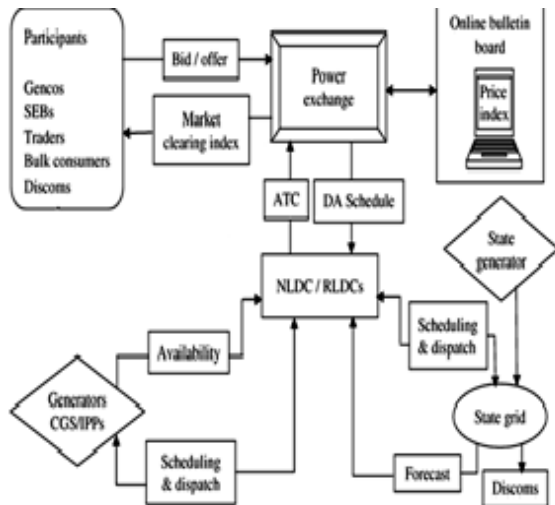 Participants
Gencos
SEBs
Traders
Bulk consumers
Discoms
Bid / offer
Market
clearing index
Power
exchange
Online bulletin
board
Price
index
ATC
DA Schedule
State
generator
NLDC / RLDCs
Scheduling
& dispatch
Availability
Generators
CGS/IPPs
Scheduling
& dispatch
State grid
Forecast
Discoms